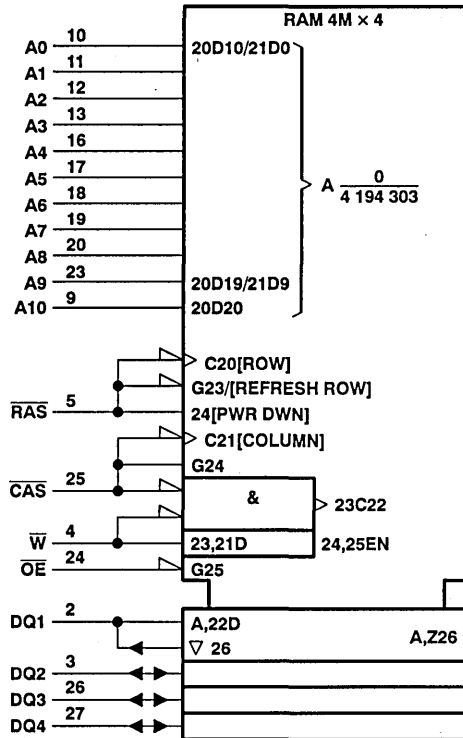 RAM 4M × 4
A0 10 20D10/21D0
A1 11
A2 12
A3 13
A4 16
A5 17
A6 18
A7 19
A8 20
A9 23 20D19/21D9
A10 9 20D20
A 0
4 194 303
C20[ROW]
G23/[REFRESH ROW]
RAS 5 24[PWR DWN]
C21[COLUMN]
G24
CAS 25 & 23C22
W 4 23,21D 24,25EN
OE 24 G25
DQ1 2 A,22D
26 A,Z26
DQ2 3
DQ3 26
DQ4 27